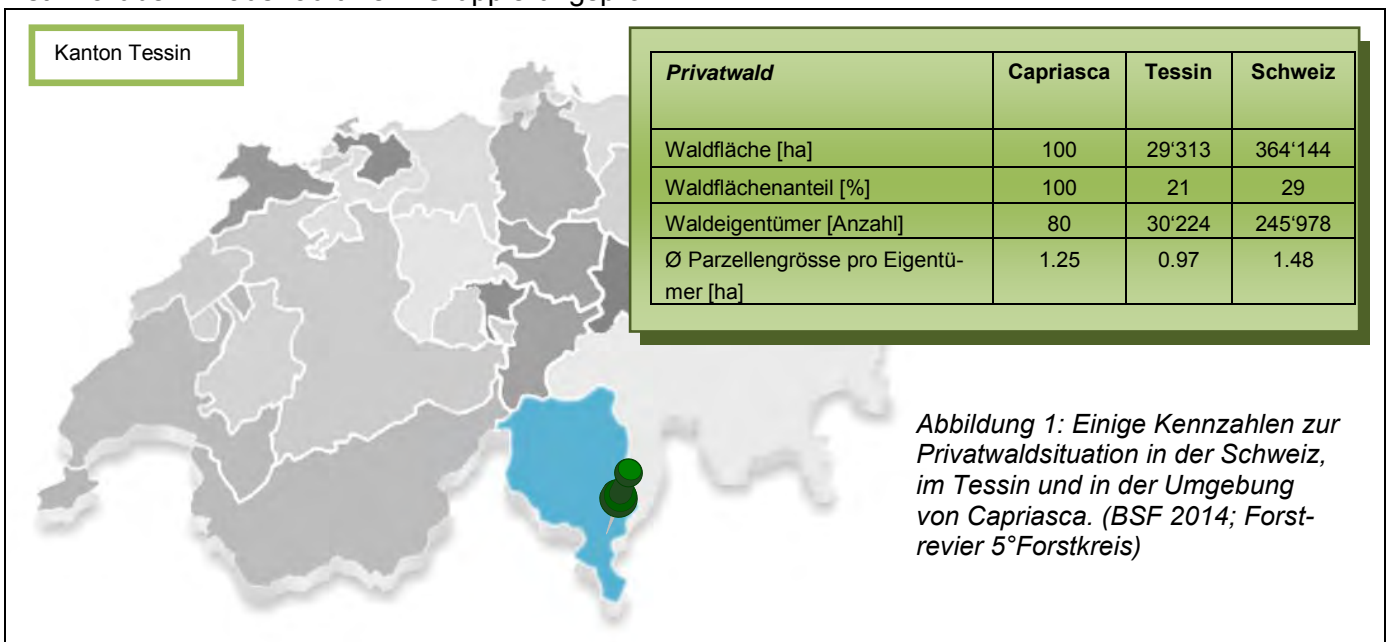 Kanton Tessin
Privatwald Capriasca Tessin Schweiz
Waldfläche [ha] 100 29‘313 364‘144
Waldflächenanteil [%] 100 21 29
Waldeigentümer [Anzahl] 80 30‘224 245‘978
Ø Parzellengrösse pro Eigentü- 1.25 0.97 1.48
mer [ha]
Abbildung 1: Einige Kennzahlen zur
Privatwaldsituation in der Schweiz,
im Tessin und in der Umgebung
von Capriasca. (BSF 2014; Forst-
revier 5°Forstkreis)